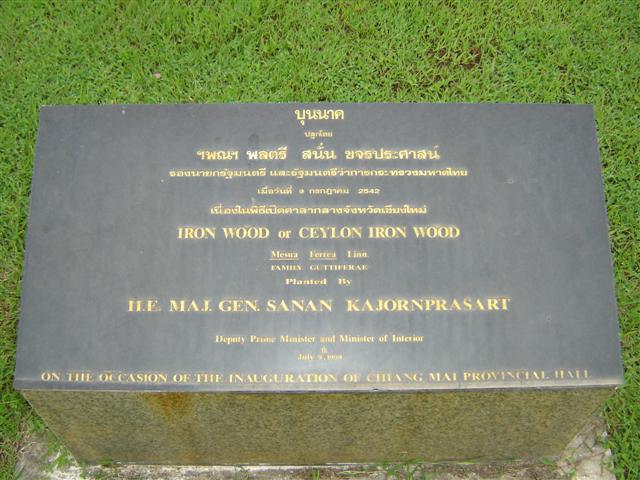 บุนนาค
ปลูกโดย
ฯพณฯ พลตรี สนั่น ขจรประศาสน์
รองนายกรัฐมนตรี และรัฐมนตรีว่าการกระทรวงมหาดไทย
เมื่อวันที่ ๑ กรกฎาคม 2542
เนื่องในพิธีเปิดศาลากลางจังหวัดเชียงใหม่
IRON WOOD or CEYLON IRON WOOD
Mesua Ferrea Linn
FAMILY GUTTIFERAE
Planted By
H.E. MAJ. GEN. SANAN KAJORNPRASART
Deputy Prime Minister and Minister of Interior
July 9, 1999
ON THE OCCASION OF THE INAUGURATION OF CHIANG MAI PROVINCIAL HALL